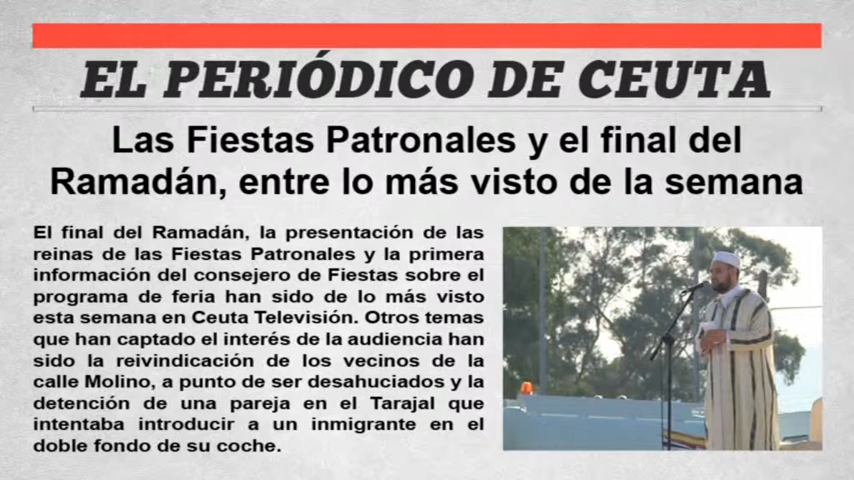 EL PERIÓDICO DE CEUTA
Las Fiestas Patronales y el final del
Ramadán, entre lo más visto de la semana
El final del Ramadán, la presentación de las
reinas de las Fiestas Patronales y la primera
información del consejero de Fiestas sobre el
programa de feria han sido de lo más visto
esta semana en Ceuta Televisión. Otros temas
que han captado el interés de la audiencia han
sido la reivindicación de los vecinos de la
calle Molino, a punto de ser desahuciados y la
detención de una pareja en el Tarajal que
intentaba introducir a un inmigrante en el
doble fondo de su coche.